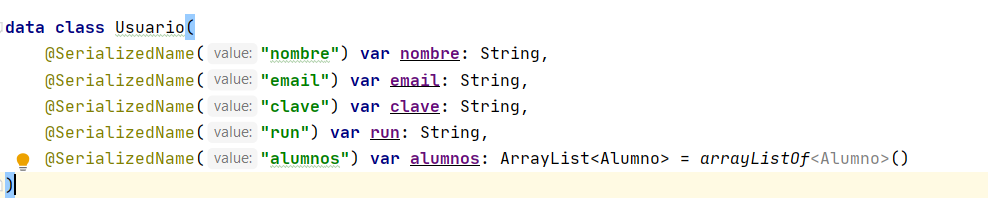 data class Usuario(
@SerializedName( value: "nombre") var nombre: String,
@SerializedName( value: "email") var email: String,
@SerializedName( value: "clave") var clave: String,
@SerializedName( value: "run") var run: String,
@SerializedName( value: "alumnos") var alumnos: ArrayList<Alumno> = arrayListOf<Alumno>()
)